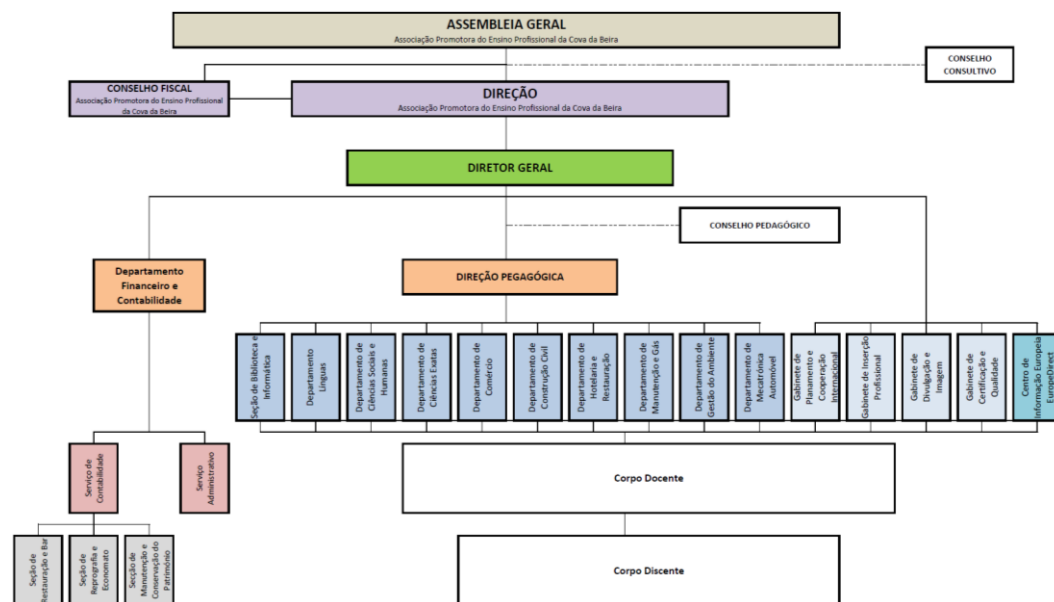 ASSEMBLEIA GERAL
Associação Promotora do Ensino Profissional da Cova da Beira
CONSELHO
CONSULTIVO
CONSELHO FISCAL
Associação Promotora do Ensino Profissional
da Cova da Beira
DIREÇÃO
Associação Promotora do Ensino Profissional da Cova da Beira
DIRETOR GERAL
CONSELHO PEDAGÓGICO
Departamento
Financeiro e
Contabilidade
DIREÇÃO PEGAGÓGICA
Seção de Biblioteca e
Informática
Departamento
Línguas
Departamento de
Ciências Sociais e
Humanas
Departamento de
Ciências Exatas
Departamento de
Comércio
Departamento de
Construção Civil
Departamento de
Hotelaria e
Restauração
Departamento de
Manutenção e Gás
Departamento de
Gestão do Ambiente
Departamento de
Mecatrónica
Automóvel
Gabinete de
Planeamento e
Cooperação
Internacional
Gabinete de Inserção
Profissional
Gabinete de
Divulgação e
Imagem
Gabinete de
Certificação e
Qualidade
Centro de
Informação Europeia
EuropeDirect
Serviço de
Contabilidade
Serviço
Administrativo
Corpo Docente
Seção de
Restauração e Bar
Seção de
Reprografia e
Economato
Secção de
Manutenção e
Conservação do
Património
Corpo Discente